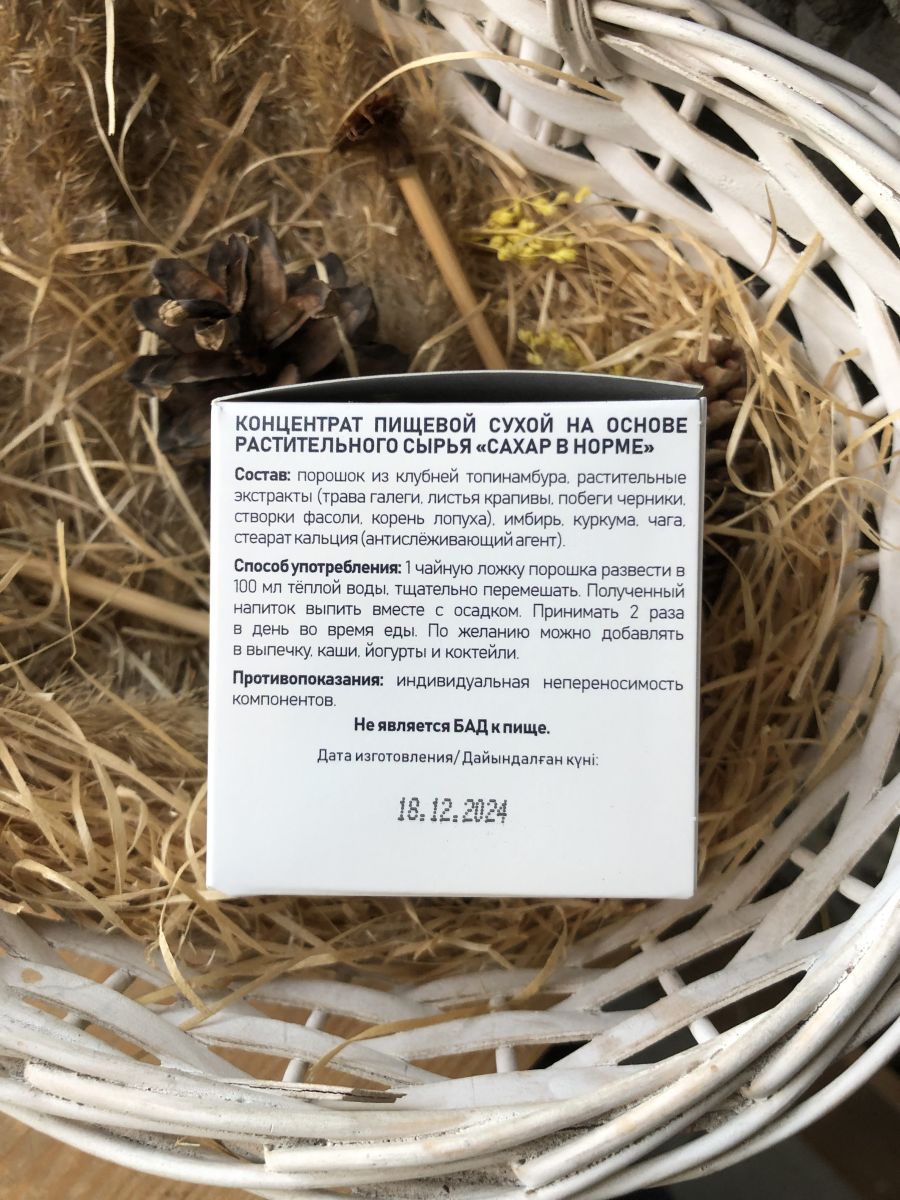 КОНЦЕНТРАТ ПИЩЕВОЙ СУХОЙ НА ОСНОВЕ
РАСТИТЕЛЬНОГО СЫРЬЯ «САХАР В НОРМЕ»
Состав: порошок из клубней топинамбура, растительные
экстракты (трава галеги, листья крапивы, побеги черники,
створки фасоли, корень лопуха), имбирь, куркума, чага,
стеарат кальция (антислёживающий агент).
Способ употребления: 1 чайную ложку порошка развести в
100 мл тёплой воды, тщательно перемешать. Полученный
напиток выпить вместе с осадком. Принимать 2 раза
в день во время еды. По желанию можно добавлять
в выпечку, каши, йогурты и коктейли.
Противопоказания: индивидуальная непереносимость
компонентов.
Не является БАД к пище.
Дата изготовления/Дайындалған күні:
18.12.2024